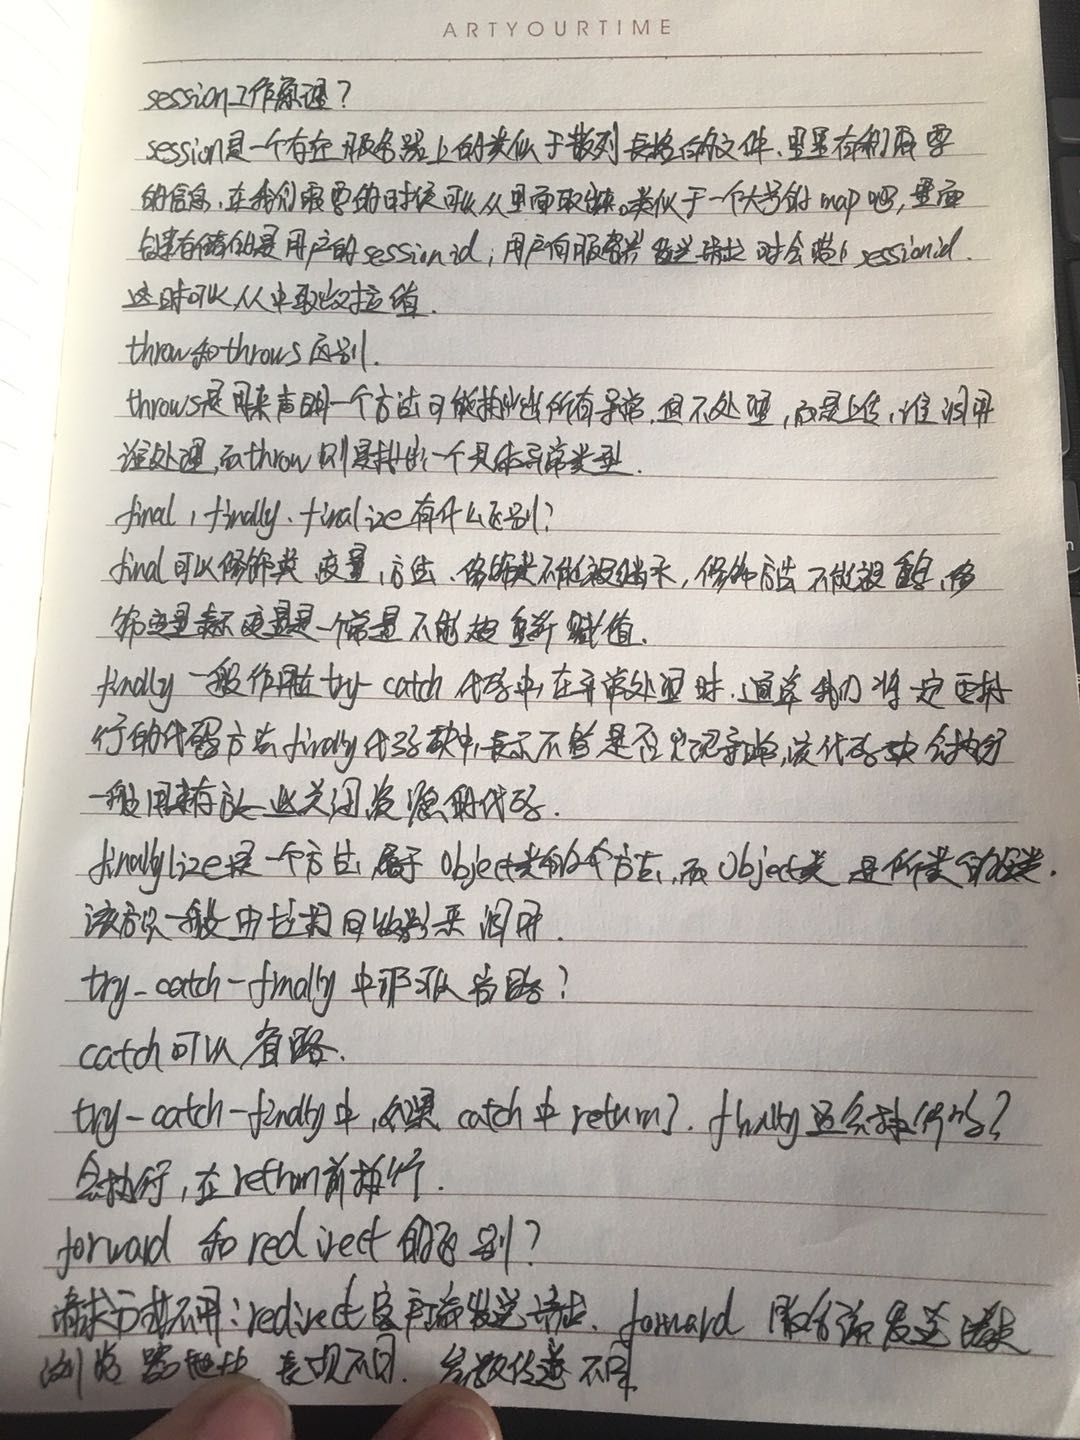 ARTYOURTIME
session工作原理？
session是一个存在服务器上的类似于散列表格的文件.里面存有我们需要
的信息.在我们需要的时候可以从里面取出来。类似于一个大号的map吧,里面
存储的是用户的sessionid;用户向服务器发送请求时会带上sessionid.
这时可以从中取出对应值.
throw和throws区别.
throws是用来声明一个方法可能抛出的所有异常.但不处理,而是上传,谁调用
谁处理,而throw则是抛出一个具体异常类型.
final,finally、finalize有什么区别?
final可以修饰类 变量,方法.修饰类不能被继承,修饰方法不能被重写,修
饰变量表示变量是一个常量不能被重新赋值.
finally一般作用在try-catch代码中,在异常处理时.通常我们将一定要执
行的代码方法finally代码块中,表示不管是否出现异常,该代码块会执行
一般用来存放一些关闭资源的代码.
finallylize是一个方法,属于Object类的一个方法,而Object类是所类的父类.
该方法一般由垃圾回收器来调用.
try-catch-finally中那可以省略?
catch可以省略.
try-catch-finally中,如果catch中return了.finally还会执行吗?
会执行,在return前执行.
forward和redirect的区别?
请求方式不同:redirect客户端发送请求.forward服务端发送请求
浏览器地址.表现不同.参数传递不同